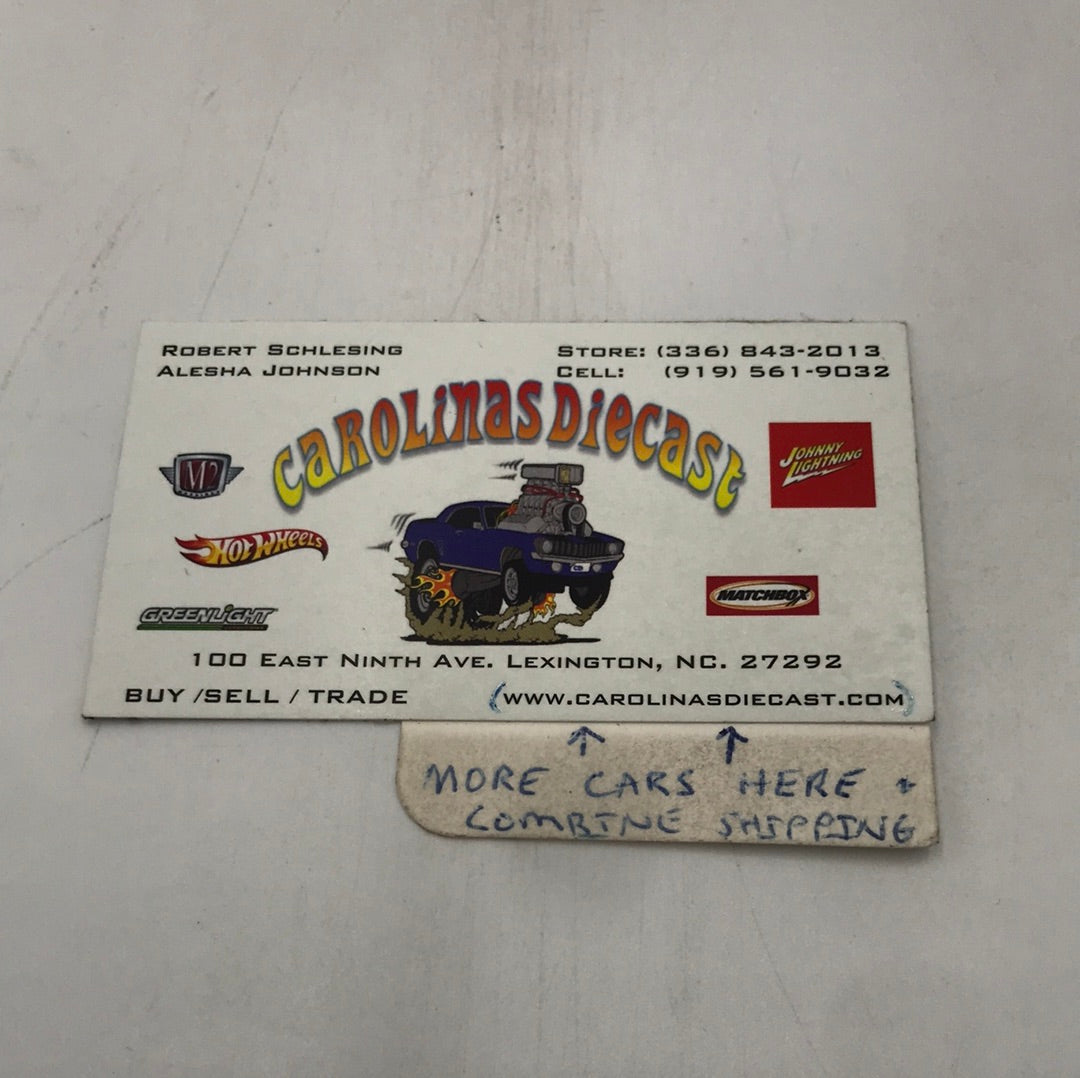 ROBERT SCHLESING
ALESHA JOHNSON
STORE: (336) 843-2013
CELL: (919) 561-9032
CAROLINAS DIECAST
M2
HOT WHEELS
GREENLIGHT
JOHNNY
LIGHTNING
MATCHBOX
100 EAST NINTH AVE. LEXINGTON, NC. 27292
BUY /SELL / TRADE
(WWW.CAROLINASDIECAST.COM)
↑ ↑
MORE CARS HERE +
COMBINE SHIPPING